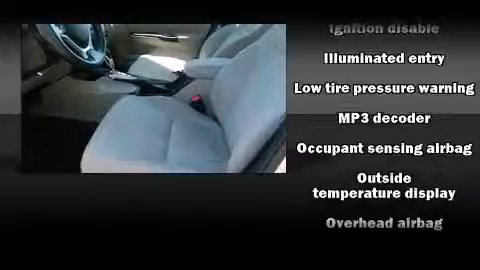 Ignition disable
Illuminated entry
Low tire pressure warning
MP3 decoder
Occupant sensing airbag
Outside
temperature display
Overhead airbag